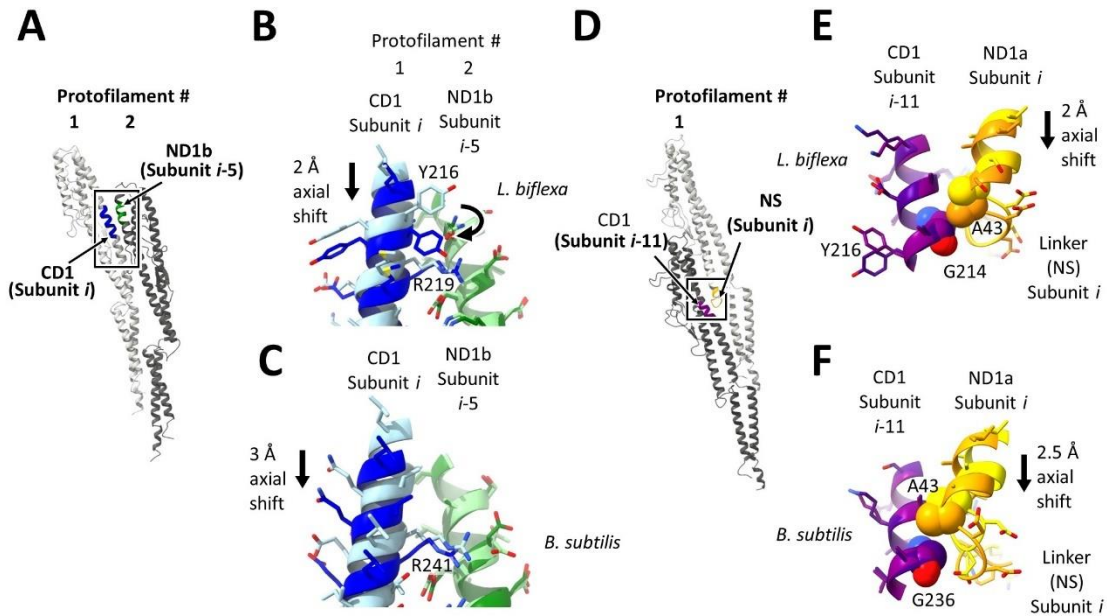 A
Protofilament #
1 2
ND1b
(Subunit i-5)
CD1
(Subunit i)
B
Protofilament #
1 2
CD1
Subunit i
ND1b
Subunit
i-5
2 Å
axial
shift
Y216
L. biflexa
R219
C
CD1
Subunit i
ND1b
Subunit
i-5
3 Å
axial
shift
B. subtilis
R241
D
Protofilament #
1
CD1
(Subunit i-11)
NS
(Subunit i)
E
CD1
Subunit
i-11
ND1a
Subunit i
2 Å
axial
shift
L. biflexa
A43
Y216
G214
Linker
(NS)
Subunit i
F
CD1
Subunit
i-11
ND1a
Subunit i
A43
2.5 Å
axial
shift
B. subtilis
G236
Linker
(NS)
Subunit i